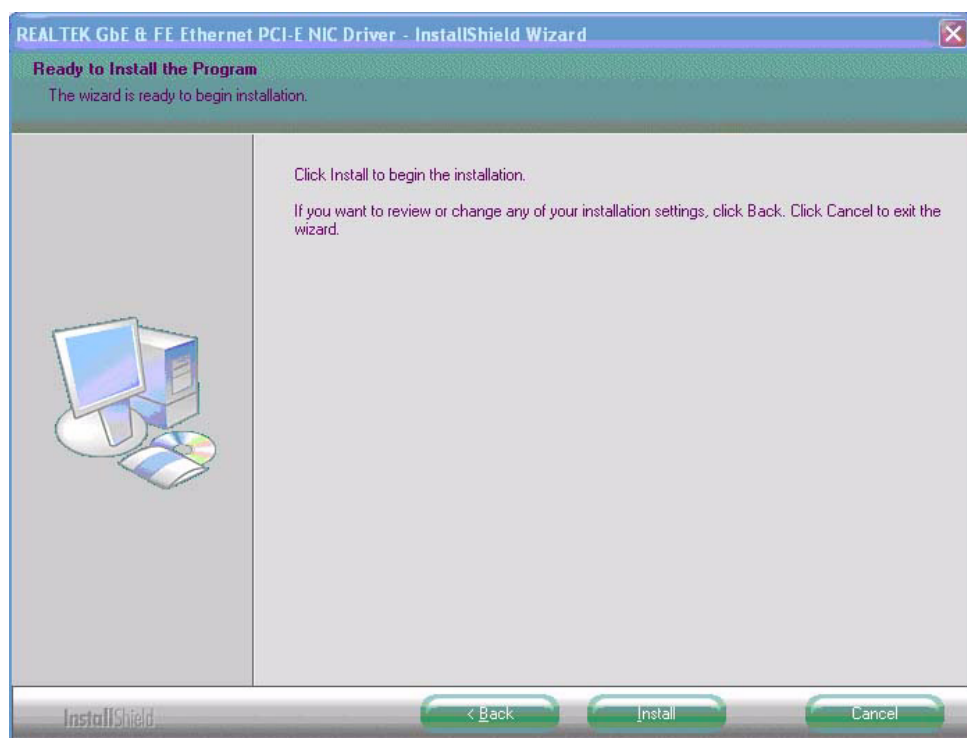 REALTEK GbE & FE Ethernet PCI-E NIC Driver - InstallShield Wizard
Ready to Install the Program
The wizard is ready to begin installation.
Click Install to begin the installation.
If you want to review or change any of your installation settings, click Back. Click Cancel to exit the
wizard.
InstallShield
< Back
Install
Cancel